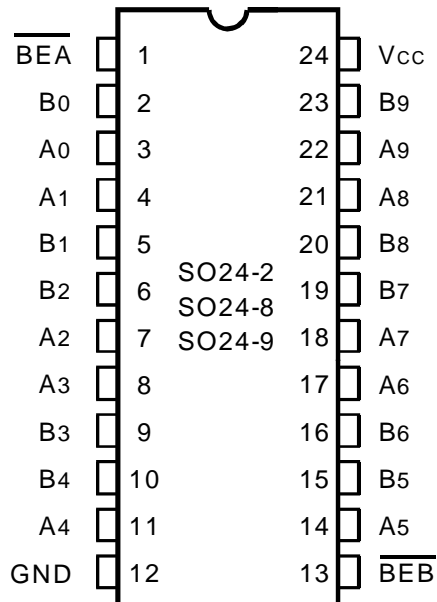 BEA 1 24 Vcc
B0 2 23 B9
A0 3 22 A9
A1 4 21 A8
B1 5 20 B8
B2 6 SO24-2 19 B7
SO24-8
A2 7 SO24-9 18 A7
A3 8 17 A6
B3 9 16 B6
B4 10 15 B5
A4 11 14 A5
GND 12 13 BEB